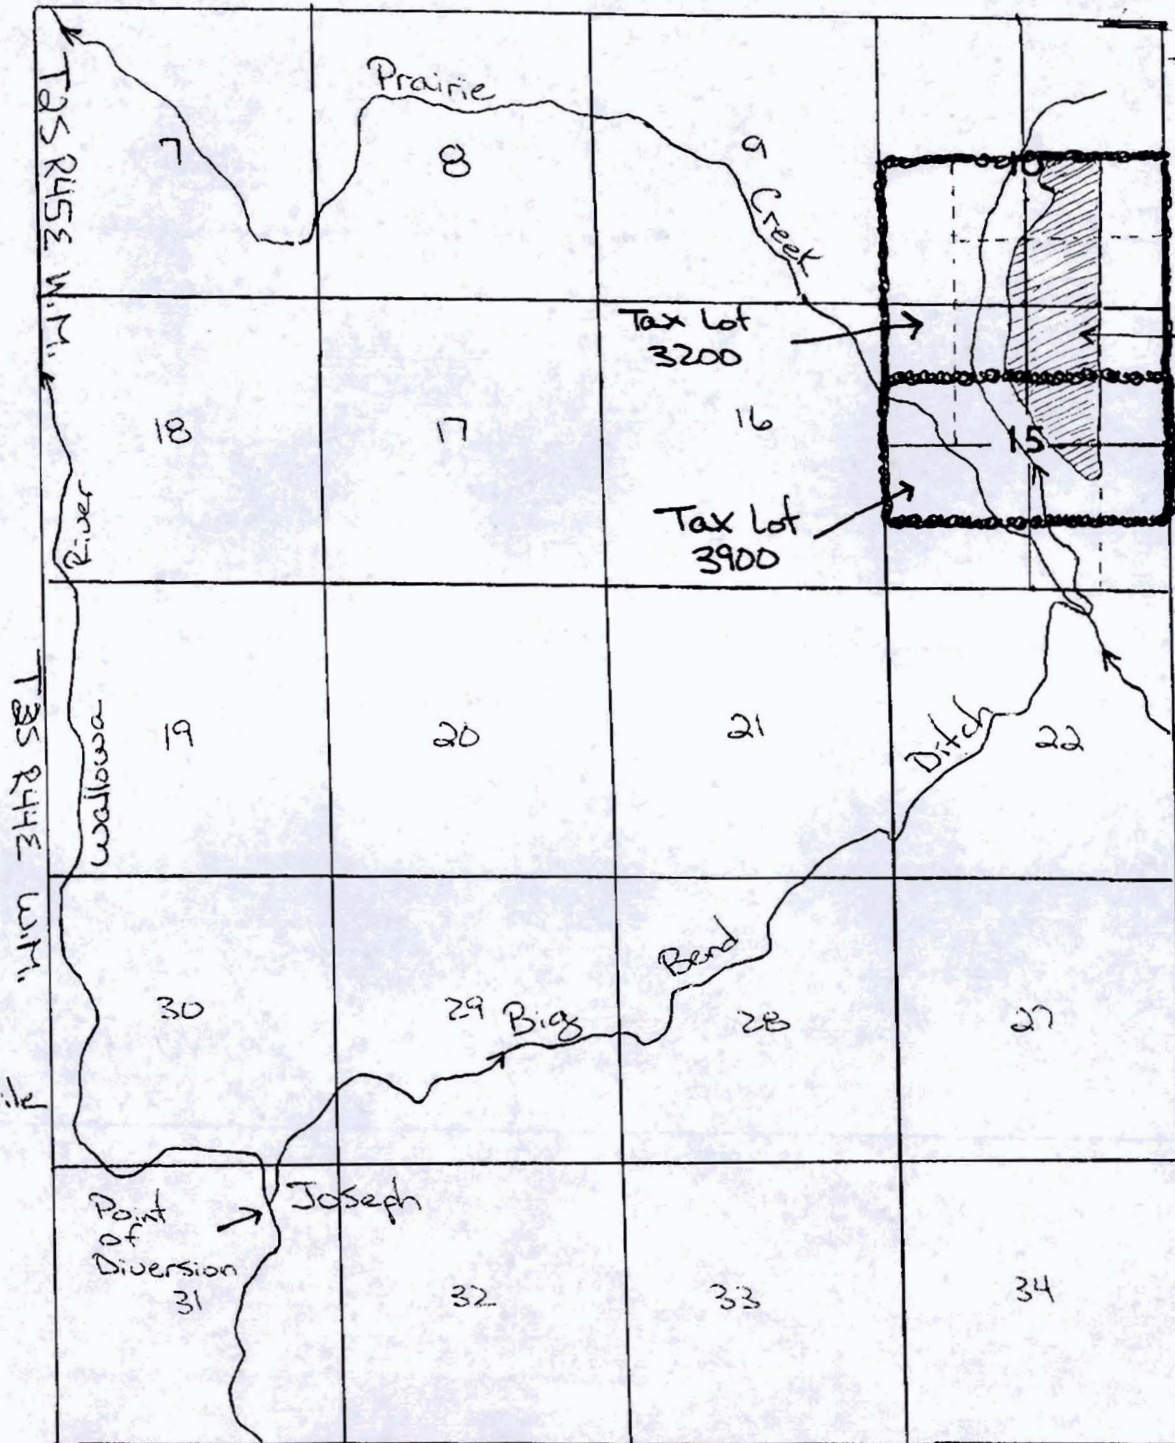 Prairie
7
8
9
10
Creek
T2S R45E W.M.
Tax Lot
3200
18
17
16
15
River
Tax Lot
3900
T3S R44E W.M.
Wallowa
19
20
21
Ditch
22
Bend
30
29
Big
28
27
Point
of
Diversion
Joseph
31
32
33
34